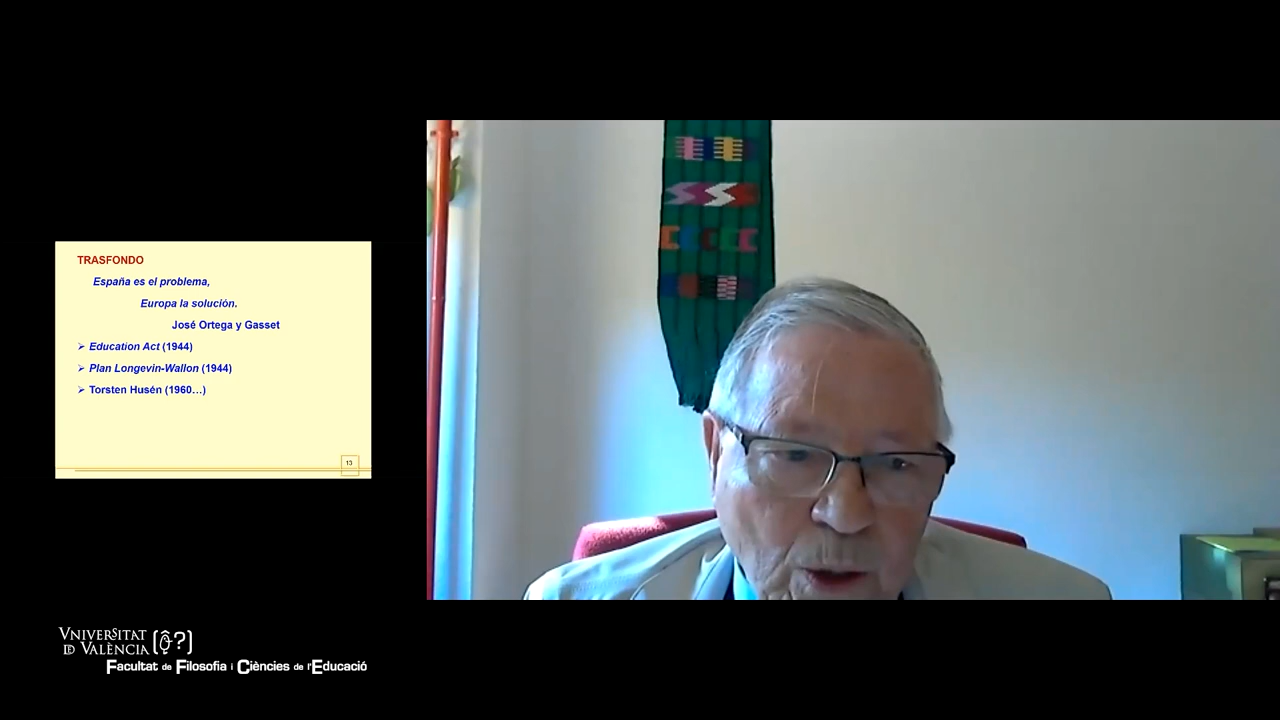 TRASFONDO
España es el problema,
Europa la solución.
José Ortega y Gasset
➢ Education Act (1944)
➢ Plan Longevin-Wallon (1944)
➢ Torsten Husén (1960…)
13
VNIVERSITAT
ID VALÈNCIA [Ô?]
Facultat de Filosofia i Ciències de l'Educació